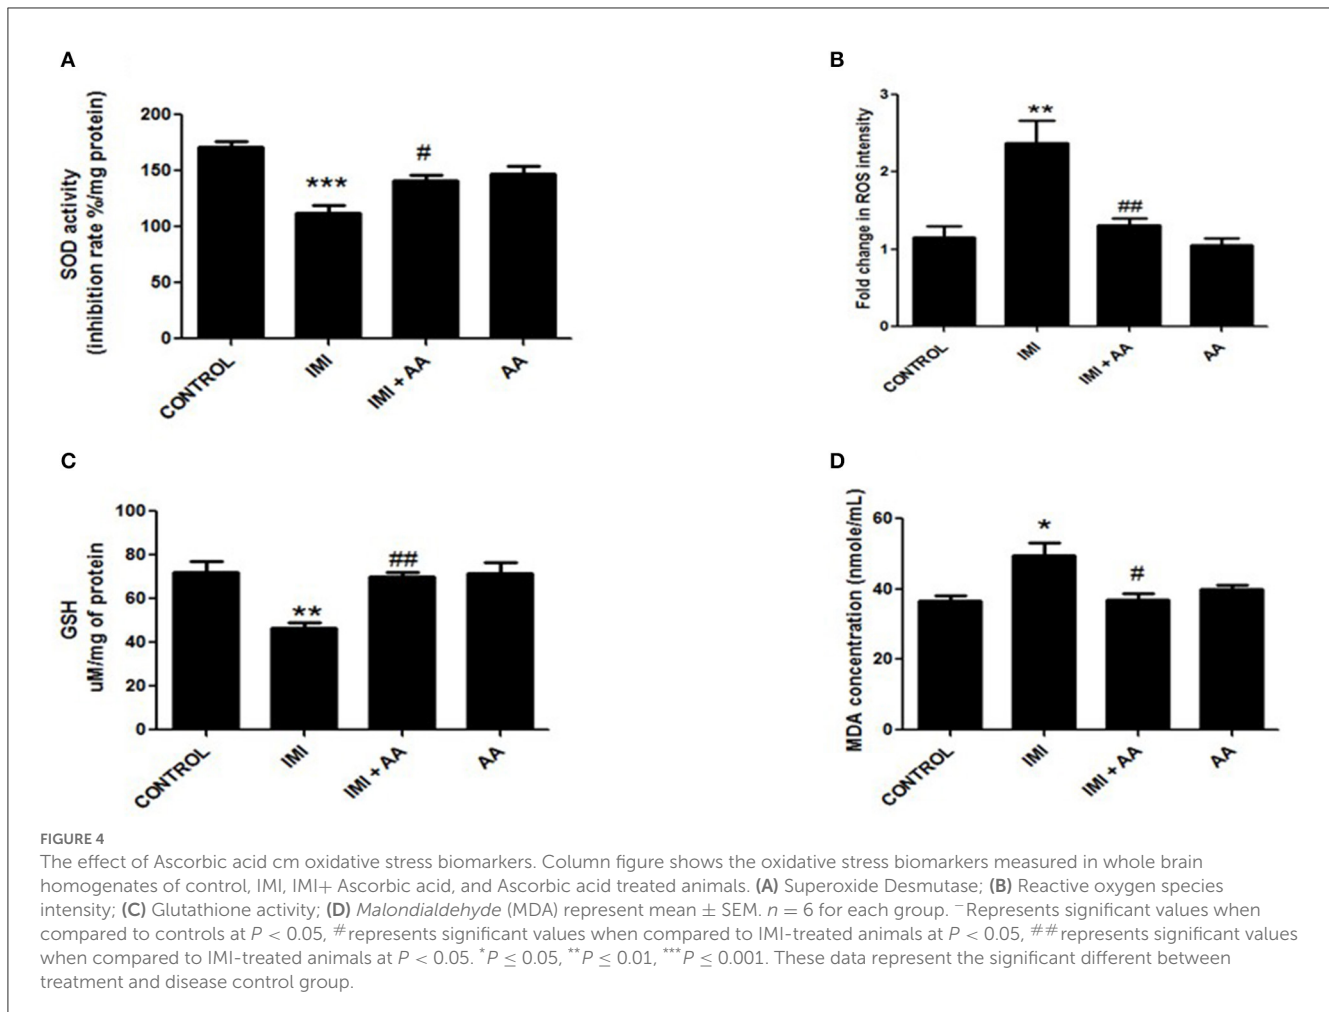 A
SOD activity
(inhibition rate %/mg protein)
200
150
100
50
0
***
#
CONTROL
IMI
IMI + AA
AA
B
Fold change in ROS intensity
3
2
1
0
**
##
CONTROL
IMI
IMI + AA
AA
C
GSH
uM/mg of protein
100
80
60
40
20
0
**
##
CONTROL
IMI
IMI + AA
AA
D
MDA concentration (nmole/mL)
60
40
20
0
*
#
CONTROL
IMI
IMI + AA
AA
FIGURE 4
The effect of Ascorbic acid cm oxidative stress biomarkers. Column figure shows the oxidative stress biomarkers measured in whole brain
homogenates of control, IMI, IMI+ Ascorbic acid, and Ascorbic acid treated animals. (A) Superoxide Desmutase; (B) Reactive oxygen species
intensity; (C) Glutathione activity; (D) Malondialdehyde (MDA) represent mean ± SEM. n = 6 for each group. −Represents significant values when
compared to controls at P < 0.05, #represents significant values when compared to IMI-treated animals at P < 0.05, ##represents significant values
when compared to IMI-treated animals at P < 0.05. *P ≤ 0.05, **P ≤ 0.01, ***P ≤ 0.001. These data represent the significant different between
treatment and disease control group.